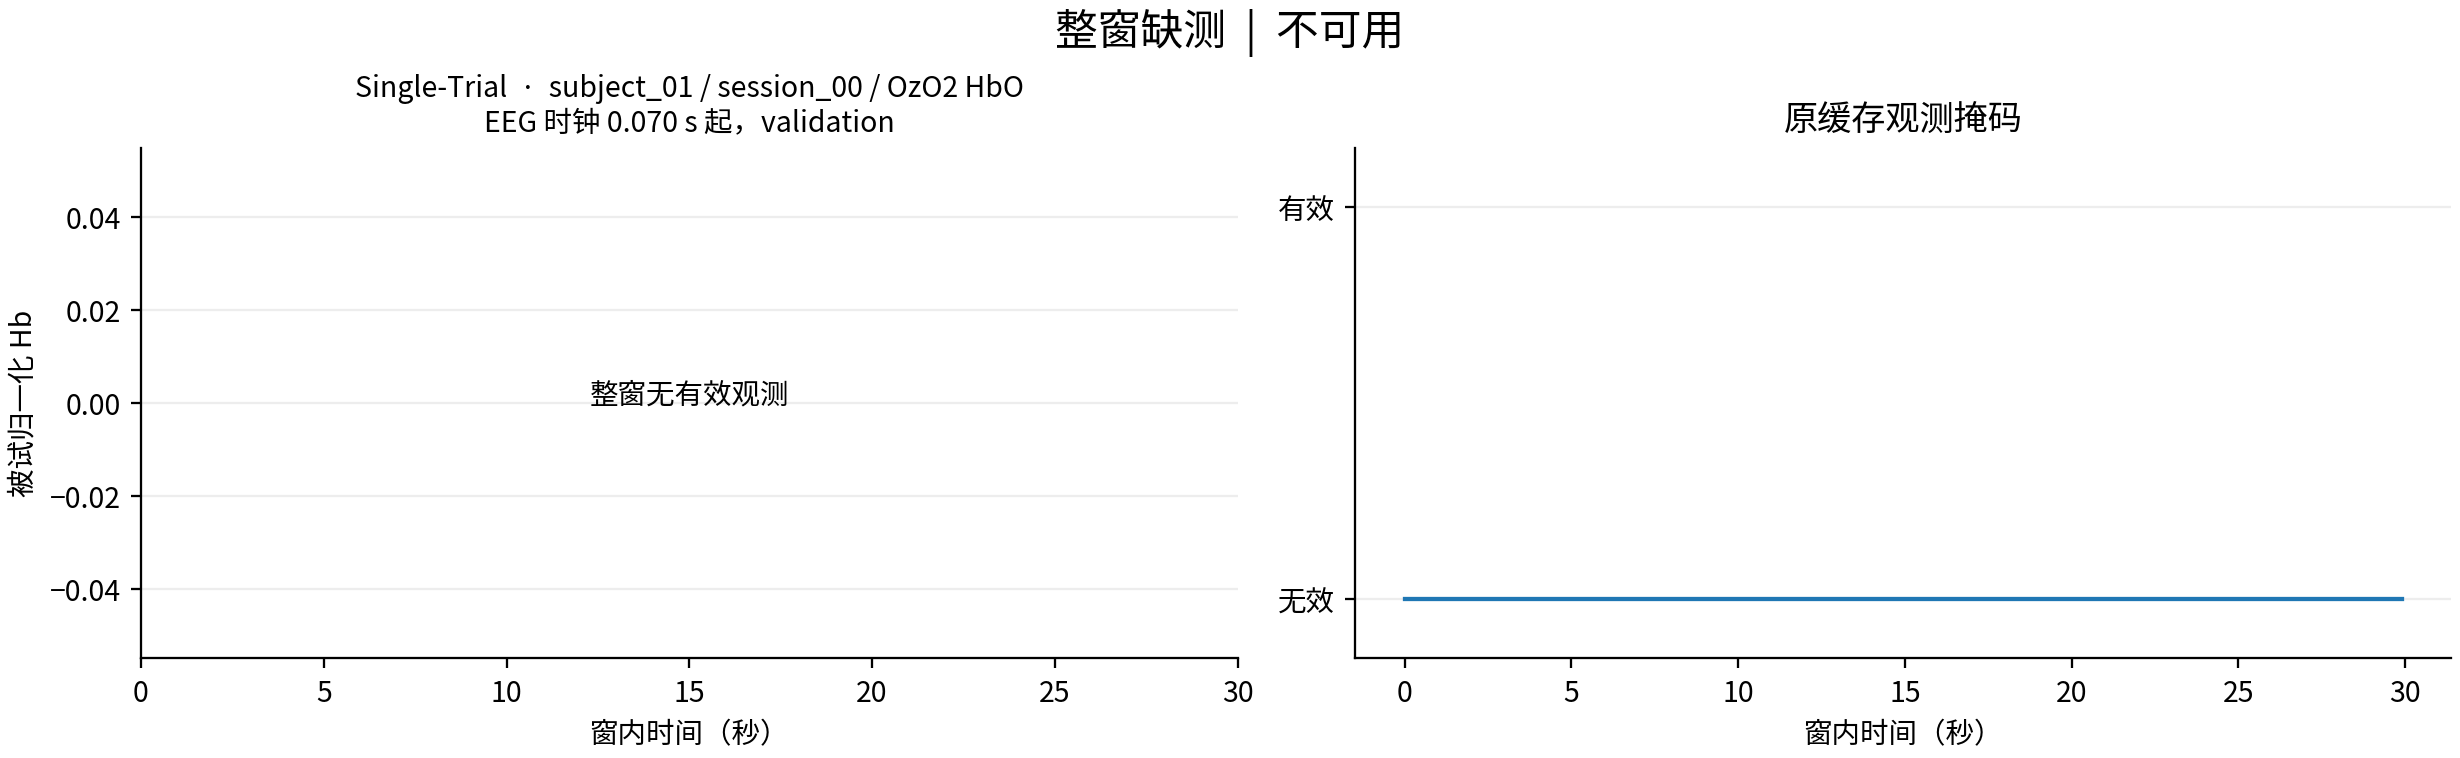 整窗缺测 | 不可用
Single-Trial · subject_01 / session_00 / OzO2 HbO
EEG 时钟 0.070 s 起，validation
被试归一化 Hb
0.04
0.02
0.00
−0.02
−0.04
整窗无有效观测
0 5 10 15 20 25 30
窗内时间（秒）
原缓存观测掩码
有效
无效
0 5 10 15 20 25 30
窗内时间（秒）